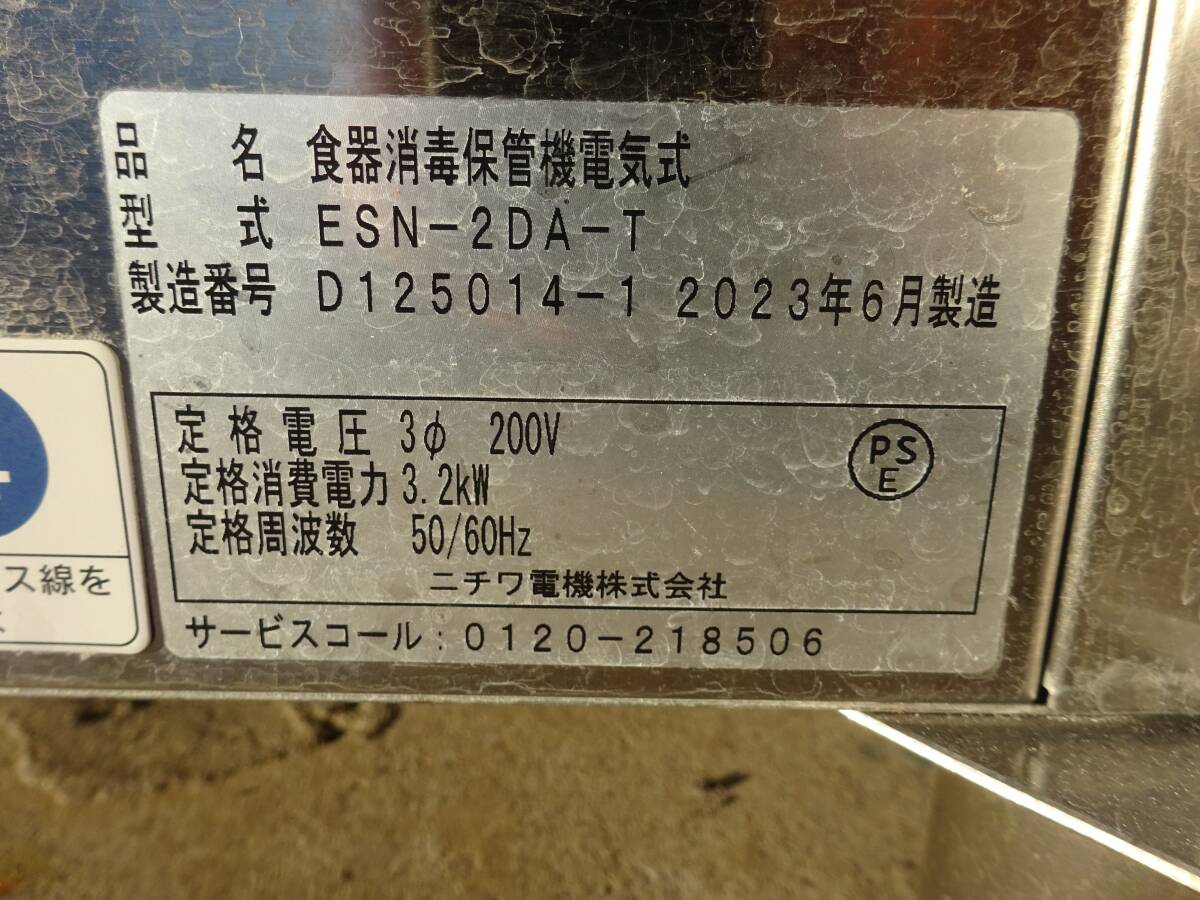 品名 食器消毒保管機電気式
型式 ESN-2DA-T
製造番号 D125014-1 2023年6月製造
定格電圧 3φ 200V
定格消費電力 3.2kW
定格周波数 50/60Hz
PS
E
ニチワ電機株式会社
サービスコール:0120-218506
ス線を